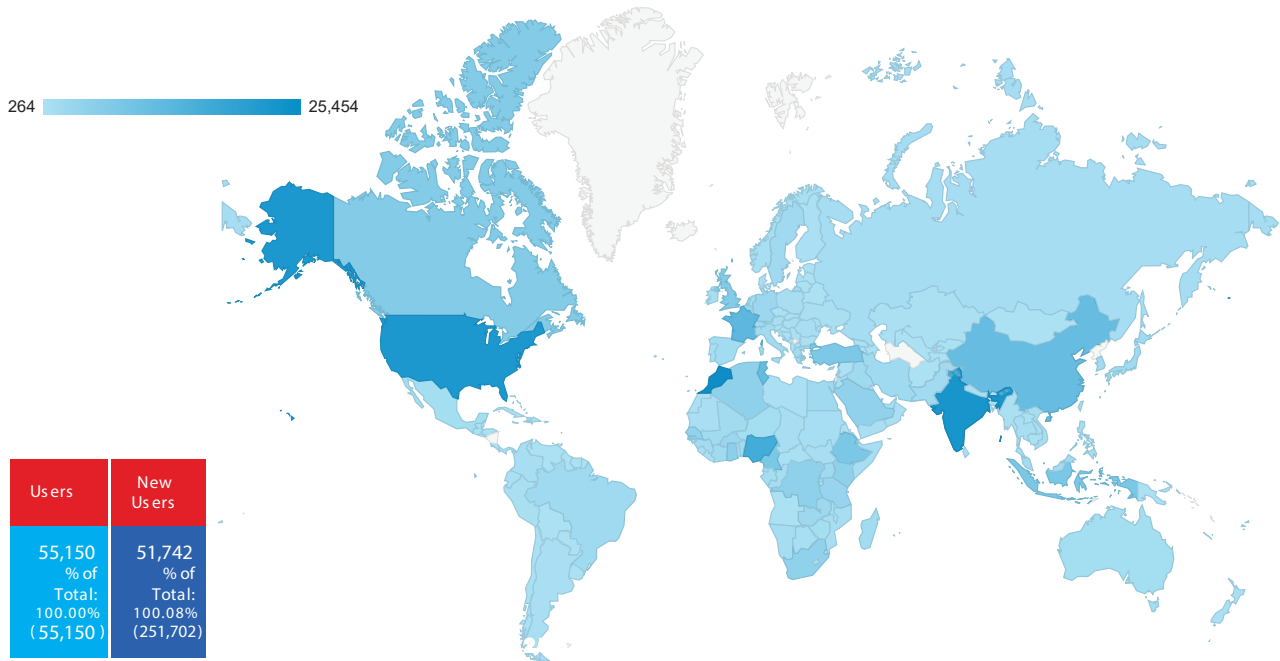 264 25,454
Users
New
Users
55,150
% of
Total:
100.00%
(55,150)
51,742
% of
Total:
100.08%
(251,702)